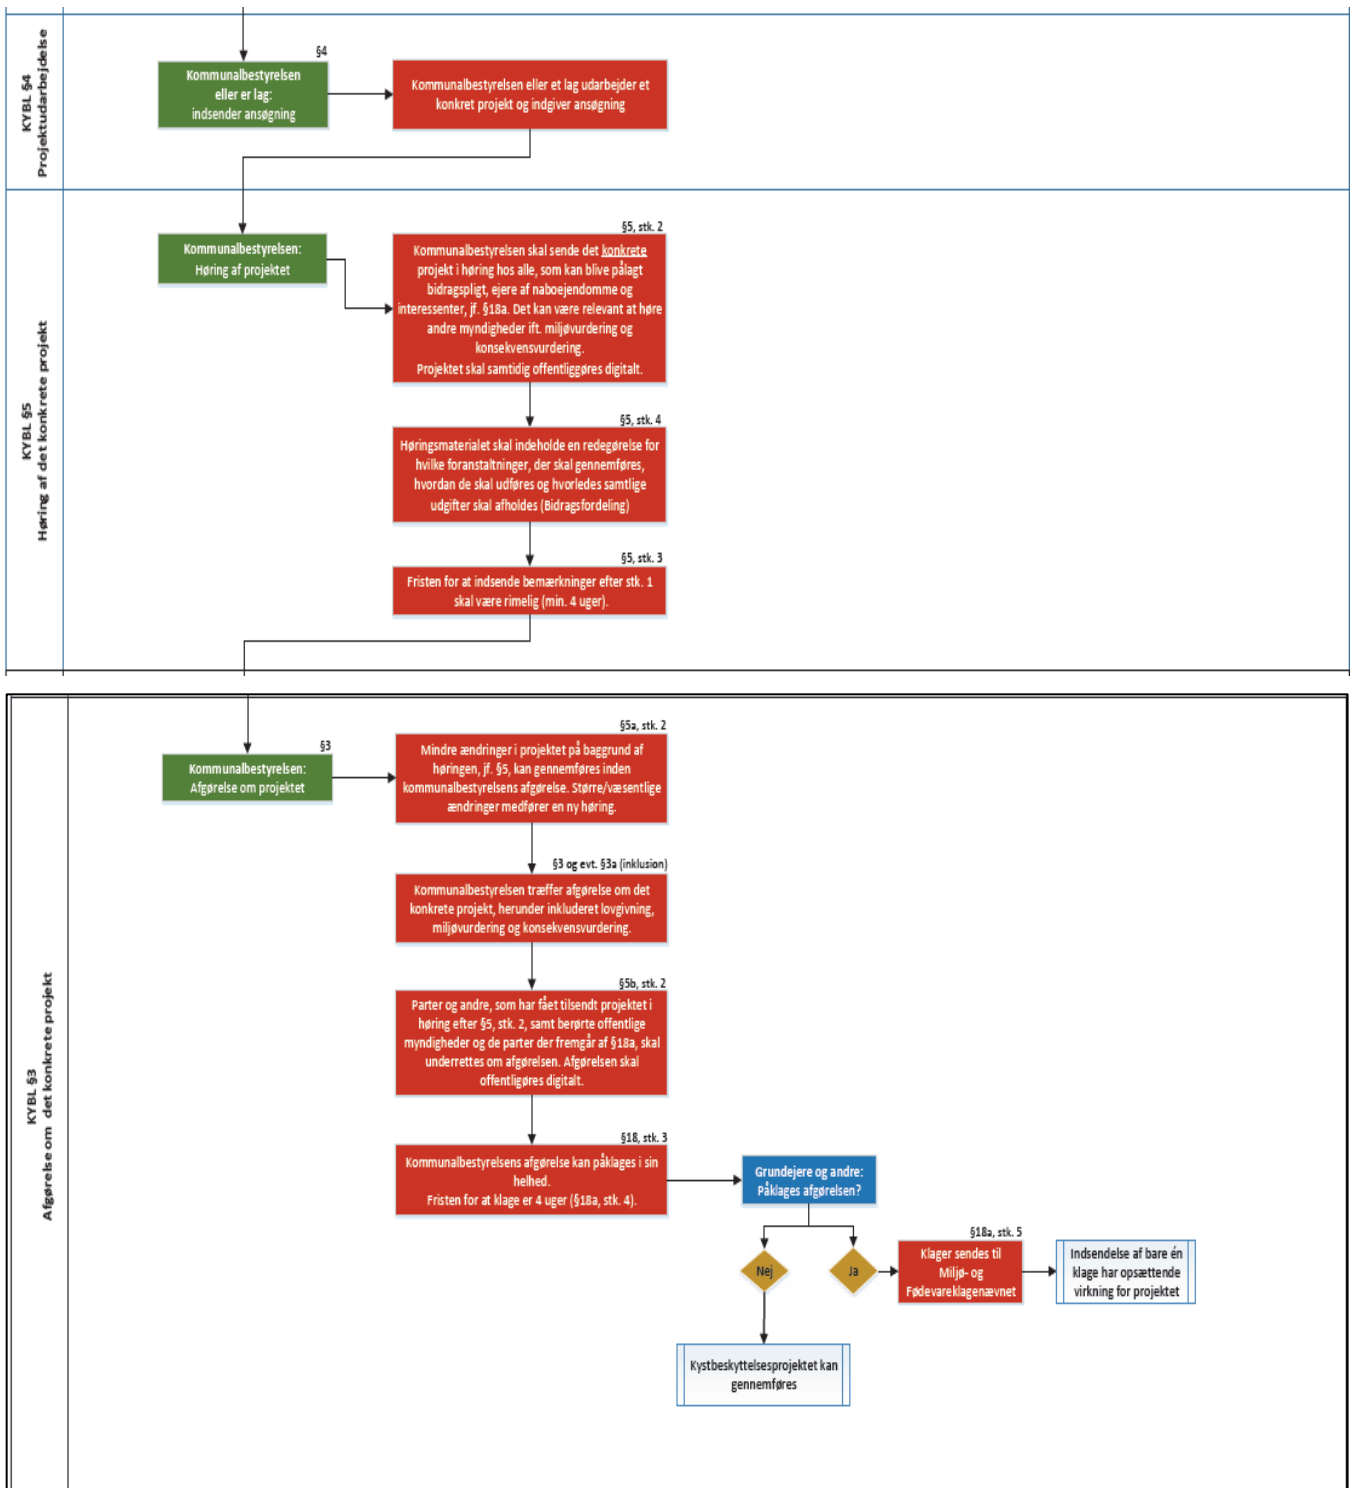 KYBL §4
Projektudarbejdelse
§4
Kommunalbestyrelsen
eller er lag:
indsender ansøgning
Kommunalbestyrelsen eller et lag udarbejder et
konkret projekt og indgiver ansøgning
KYBL §5
Høring af det konkrete projekt
Kommunalbestyrelsen:
Høring af projektet
§5, stk. 2
Kommunalbestyrelsen skal sende det konkrete
projekt i høring hos alle, som kan blive pålagt
bidragspligt, ejere af naboejendomme og
interessenter, jf. §18a. Det kan være relevant at høre
andre myndigheder ift. miljøvurdering og
konsekvensvurdering.
Projektet skal samtidig offentliggøres digitalt.
§5, stk. 4
Høringsmaterialet skal indeholde en redegørelse for
hvilke foranstaltninger, der skal gennemføres,
hvordan de skal udføres og hvorledes samtlige
udgifter skal afholdes (Bidragsfordeling)
§5, stk. 3
Fristen for at indsende bemærkninger efter stk. 1
skal være rimelig (min. 4 uger).
KYBL §3
Afgørelse om det konkrete projekt
§3
Kommunalbestyrelsen:
Afgørelse om projektet
§5a, stk. 2
Mindre ændringer i projektet på baggrund af
høringen, jf. §5, kan gennemføres inden
kommunalbestyrelsens afgørelse. Større/væsentlige
ændringer medfører en ny høring.
§3 og evt. §3a (inklusion)
Kommunalbestyrelsen træffer afgørelse om det
konkrete projekt, herunder inkluderet lovgivning,
miljøvurdering og konsekvensvurdering.
§5b, stk. 2
Parter og andre, som har fået tilsendt projektet i
høring efter §5, stk. 2, samt berørte offentlige
myndigheder og de parter der fremgår af §18a, skal
underrettes om afgørelsen. Afgørelsen skal
offentligøres digitalt.
§18, stk. 3
Kommunalbestyrelsens afgørelse kan påklages i sin
helhed.
Fristen for at klage er 4 uger (§18a, stk. 4).
Grundejere og andre:
Påklages afgørelsen?
Nej
Ja
§18a, stk. 5
Klager sendes til
Miljø- og
Fødevareklagenævnet
Indsendelse af bare én
klage har opsættende
virkning for projektet
Kystbeskyttelsesprojektet kan
gennemføres